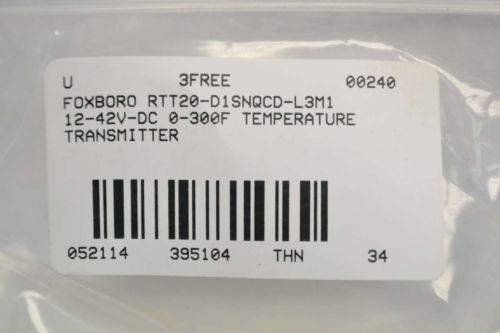 U 3FREE 00240
FOXBORO RTT20-D1SNQCD-L3M1
12-42V-DC 0-300F TEMPERATURE
TRANSMITTER
052114 395104 THN 34